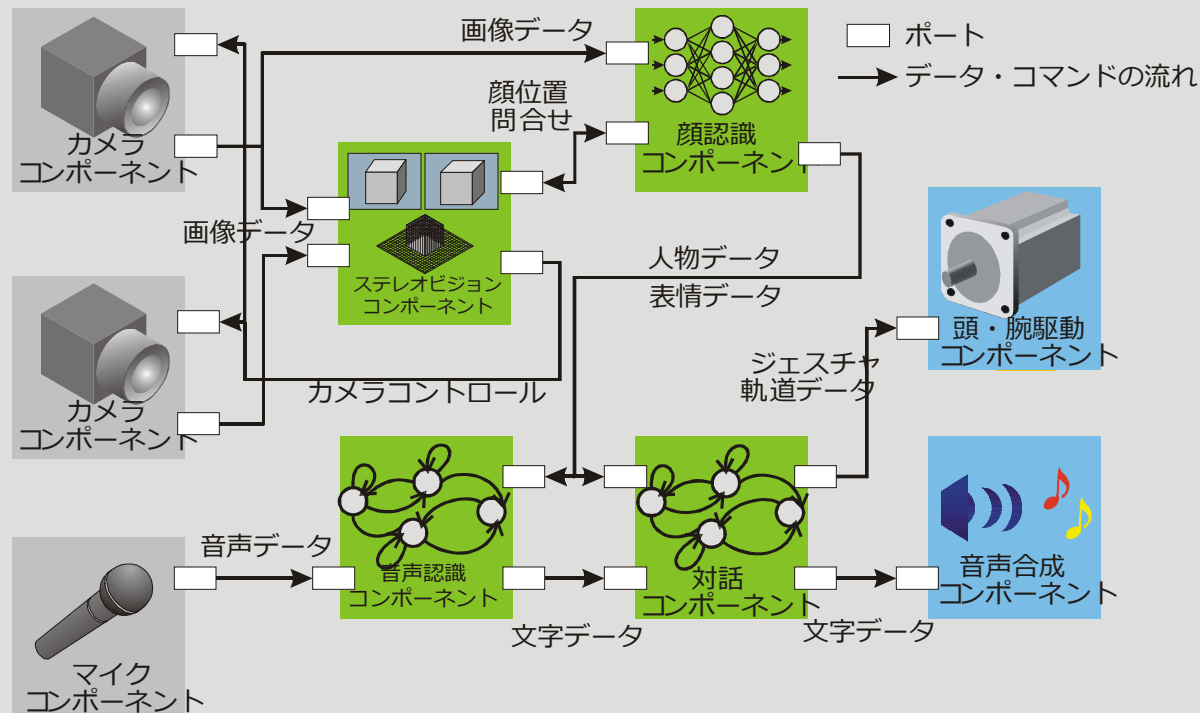 画像データ
ポート
データ・コマンドの流れ
顔位置
問合せ
カメラ
コンポーネント
顔認識
コンポーネント
画像データ
ステレオビジョン
コンポーネント
人物データ
表情データ
頭・腕駆動
コンポーネント
ジェスチャ
軌道データ
カメラコントロール
カメラ
コンポーネント
音声データ
音声認識
コンポーネント
対話
コンポーネント
音声合成
コンポーネント
文字データ
文字データ
マイク
コンポーネント